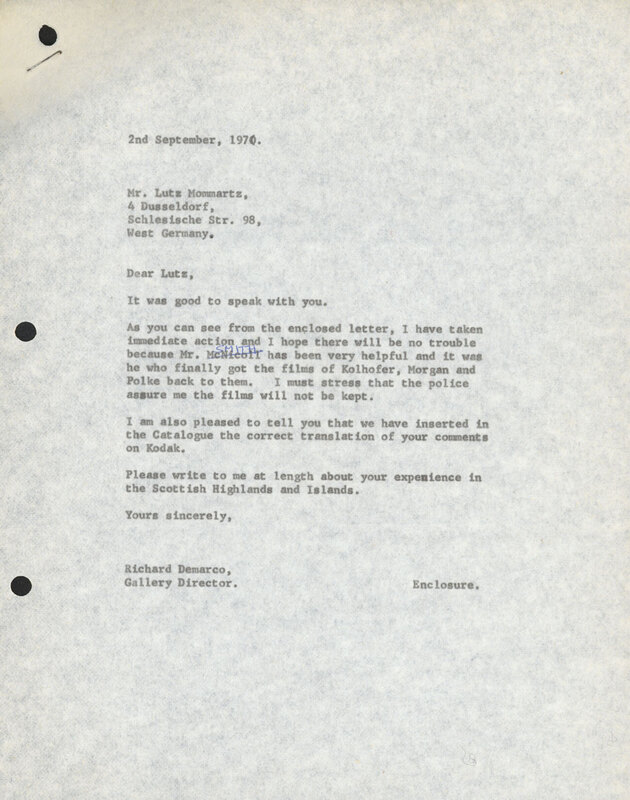 2nd September, 1970.
Mr. Lutz Mommartz,
4 Dusseldorf,
Schlesische Str. 98,
West Germany.
Dear Lutz,
It was good to speak with you.
As you can see from the enclosed letter, I have taken
immediate action and I hope there will be no trouble
SMITH
because Mr. McNicoll has been very helpful and it was
he who finally got the films of Kolhofer, Morgan and
Polke back to them. I must stress that the police
assure me the films will not be kept.
I am also pleased to tell you that we have inserted in
the Catalogue the correct translation of your comments
on Kodak.
Please write to me at length about your expenience in
the Scottish Highlands and Islands.
Yours sincerely,
Richard Demarco,
Gallery Director. Enclosure.